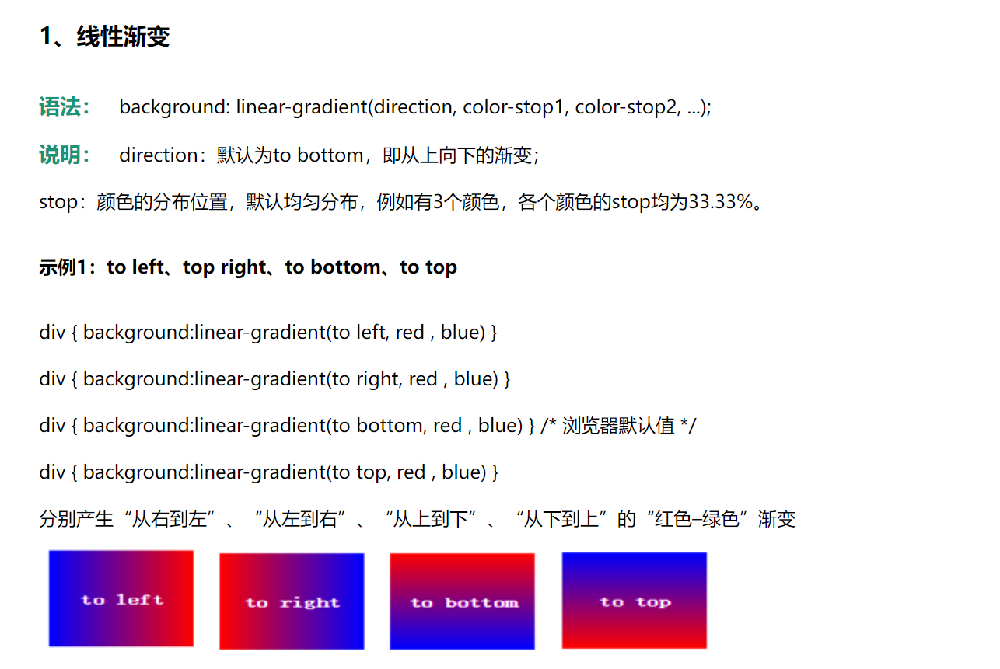 1、线性渐变
语法： background: linear-gradient(direction, color-stop1, color-stop2, ...);
说明： direction：默认为to bottom，即从上向下的渐变；
stop：颜色的分布位置，默认均匀分布，例如有3个颜色，各个颜色的stop均为33.33%。
示例1：to left、top right、to bottom、to top
div { background:linear-gradient(to left, red , blue) }
div { background:linear-gradient(to right, red , blue) }
div { background:linear-gradient(to bottom, red , blue) } /* 浏览器默认值 */
div { background:linear-gradient(to top, red , blue) }
分别产生“从右到左”、“从左到右”、“从上到下”、“从下到上”的“红色–绿色”渐变
to left to right to bottom to top